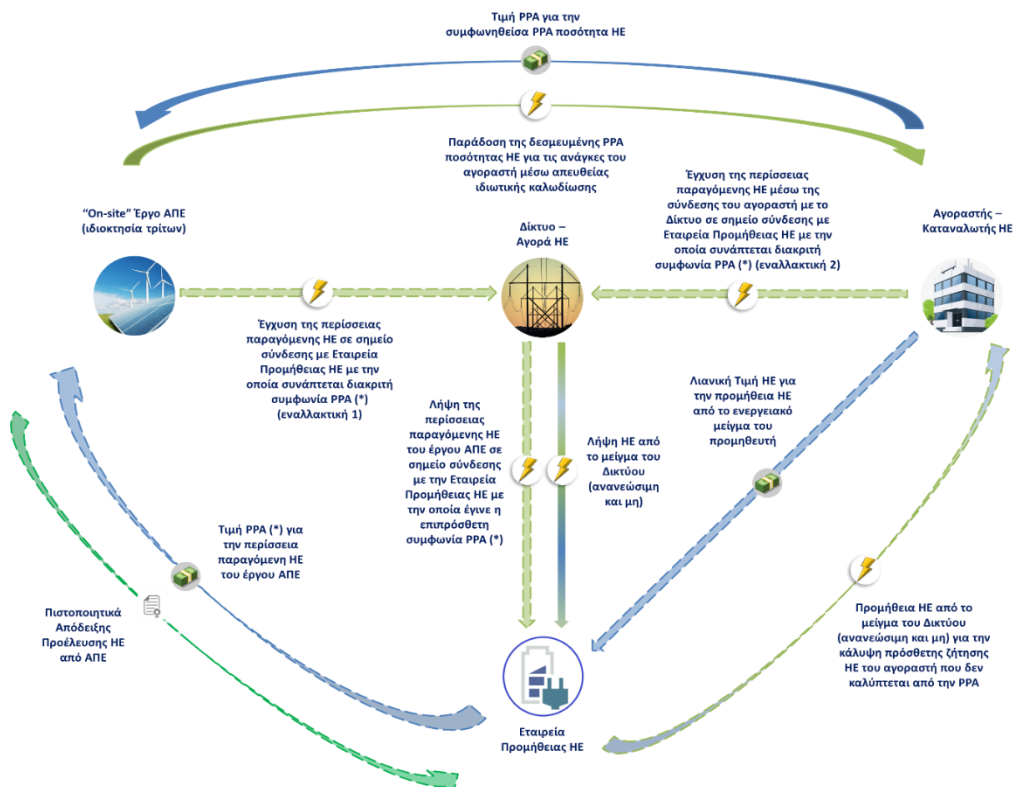 Τιμή PPA για την
συμφωνηθείσα PPA ποσότητα ΗΕ
Παράδοση της δεσμευμένης PPA
ποσότητας ΗΕ για τις ανάγκες του
αγοραστή μέσω απευθείας
ιδιωτικής καλωδίωσης
Έγχυση της περίσσειας
παραγόμενης ΗΕ μέσω της
σύνδεσης του αγοραστή με το
Δίκτυο σε σημείο σύνδεσης με
Εταιρεία Προμήθειας ΗΕ με την
οποία συνάπτεται διακριτή
συμφωνία PPA (*) (εναλλακτική 2)
“On-site” Έργο ΑΠΕ
(ιδιοκτησία τρίτων)
Δίκτυο –
Αγορά ΗΕ
Αγοραστής –
Καταναλωτής ΗΕ
Έγχυση της περίσσειας
παραγόμενης ΗΕ σε σημείο
σύνδεσης με Εταιρεία
Προμήθειας ΗΕ με την
οποία συνάπτεται διακριτή
συμφωνία PPA (*)
(εναλλακτική 1)
Λήψη της
περίσσειας
παραγόμενης ΗΕ
του έργου ΑΠΕ σε
σημείο σύνδεσης
με την Εταιρεία
Προμήθειας ΗΕ με
την οποία έγινε η
επιπρόσθετη
συμφωνία PPA (*)
Λήψη ΗΕ από
το μείγμα του
Δικτύου
(ανανεώσιμη
και μη)
Λιανική Τιμή ΗΕ για
την προμήθεια ΗΕ
από το ενεργειακό
μείγμα του
προμηθευτή
Τιμή PPA (*) για
την περίσσεια
παραγόμενη ΗΕ
του έργου ΑΠΕ
Πιστοποιητικά
Απόδειξης
Προέλευσης ΗΕ
από ΑΠΕ
Προμήθεια ΗΕ από το
μείγμα του Δικτύου
(ανανεώσιμη και μη) για την
κάλυψη πρόσθετης ζήτησης
ΗΕ του αγοραστή που δεν
καλύπτεται από την PPA
Εταιρεία
Προμήθειας ΗΕ